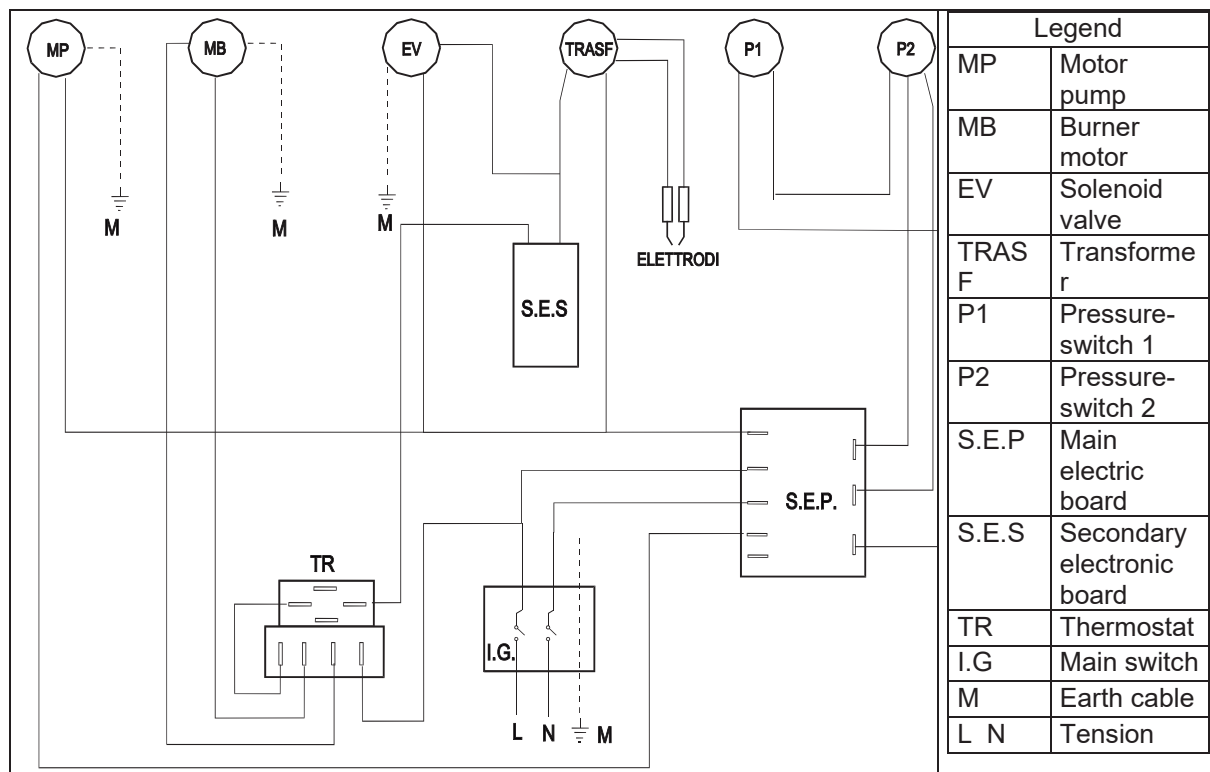 MP
MB
EV
TRASF
P1
P2
M
M
M
ELETTRODI
S.E.S
S.E.P.
TR
I.G.
L N M
Legend
MP Motor
pump
MB Burner
motor
EV Solenoid
valve
TRAS Transforme
F r
P1 Pressure-
switch 1
P2 Pressure-
switch 2
S.E.P Main
electric
board
S.E.S Secondary
electronic
board
TR Thermostat
I.G Main switch
M Earth cable
L N Tension